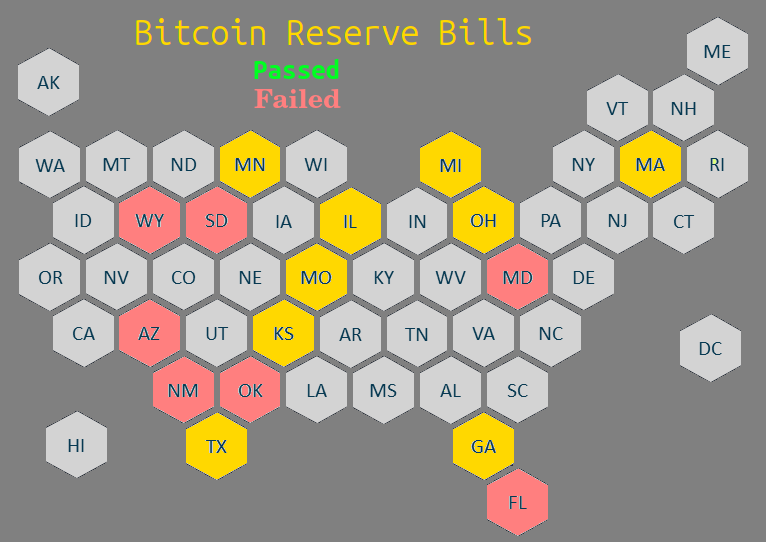 Bitcoin Reserve Bills
Passed
Failed
ME
AK
VT NH
WA MT ND MN WI MI NY MA RI
ID WY SD IA IL IN OH PA NJ CT
OR NV CO NE MO KY WV MD DE
CA AZ UT KS AR TN VA NC
DC
NM OK LA MS AL SC
HI TX GA
FL